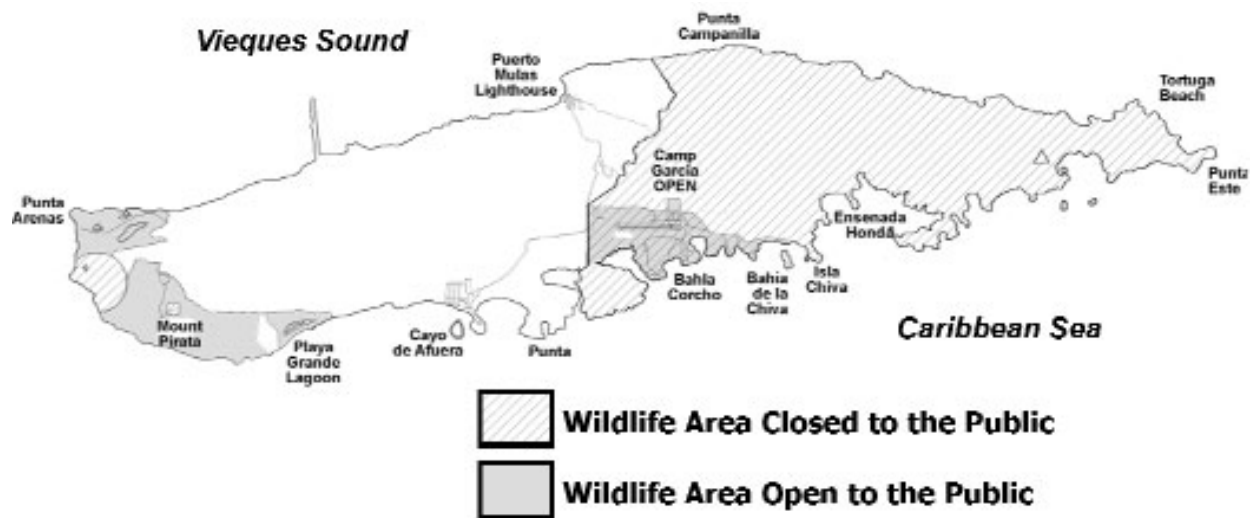 Vieques Sound
Punta
Campanilla
Puerto
Mulas
Lighthouse
Tortuga
Beach
Camp
Garcia
OPEN
Punta
Este
Punta
Arenas
Ensenada
Honda
Bahia
Corcho
Bahia
de la
Chiva
Isla
Chiva
Mount
Pirata
Playa
Grande
Lagoon
Cayo
de Afuera
Punta
Caribbean Sea
Wildlife Area Closed to the Public
Wildlife Area Open to the Public